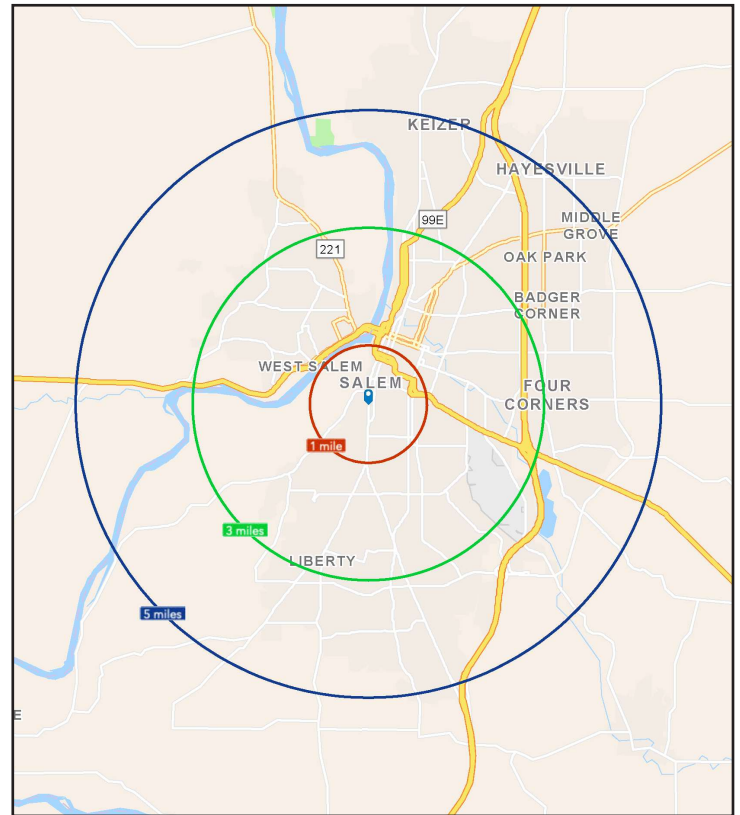 KEIZER
HAYESVILLE
99E
MIDDLE
GROVE
221
OAK PARK
BADGER
CORNER
WEST SALEM
SALEM
FOUR
CORNERS
1 mile
3 miles
LIBERTY
5 miles
E